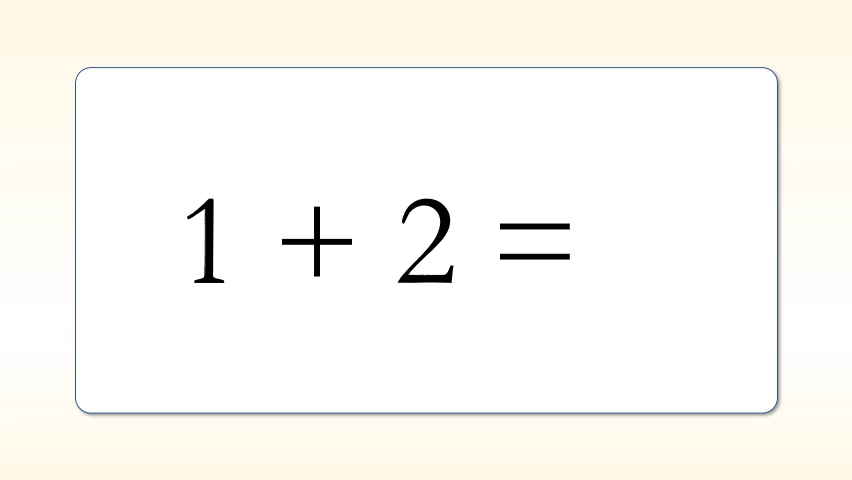 1 + 2 =